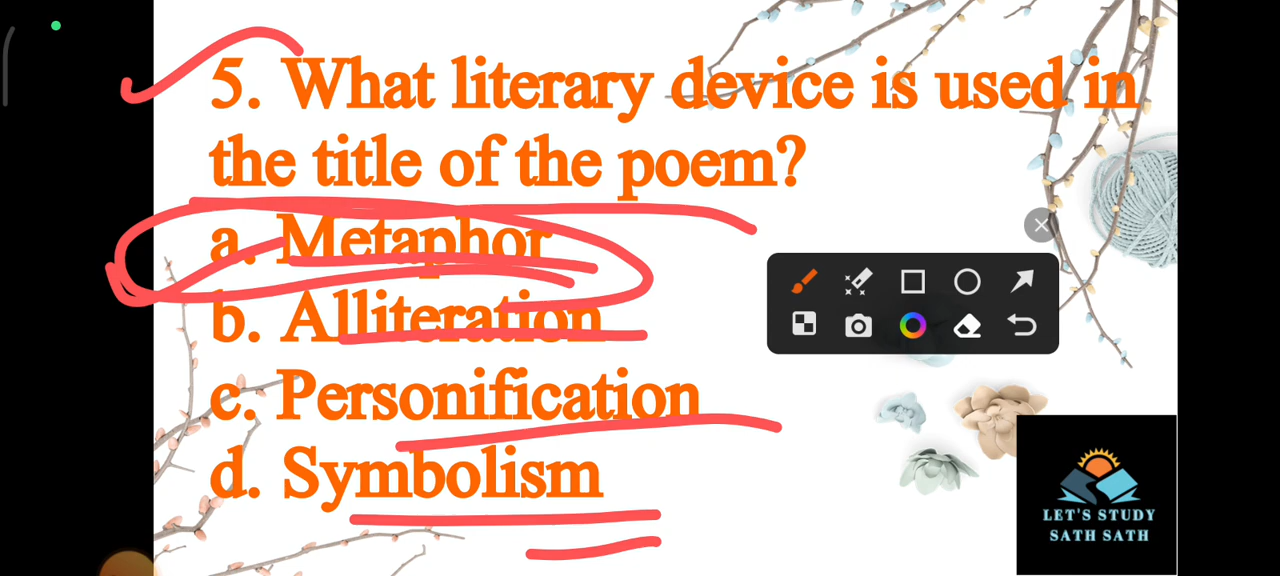 5. What literary device is used in
the title of the poem?
a. Metaphor
b. Alliteration
c. Personification
d. Symbolism
LET'S STUDY
SATH SATH